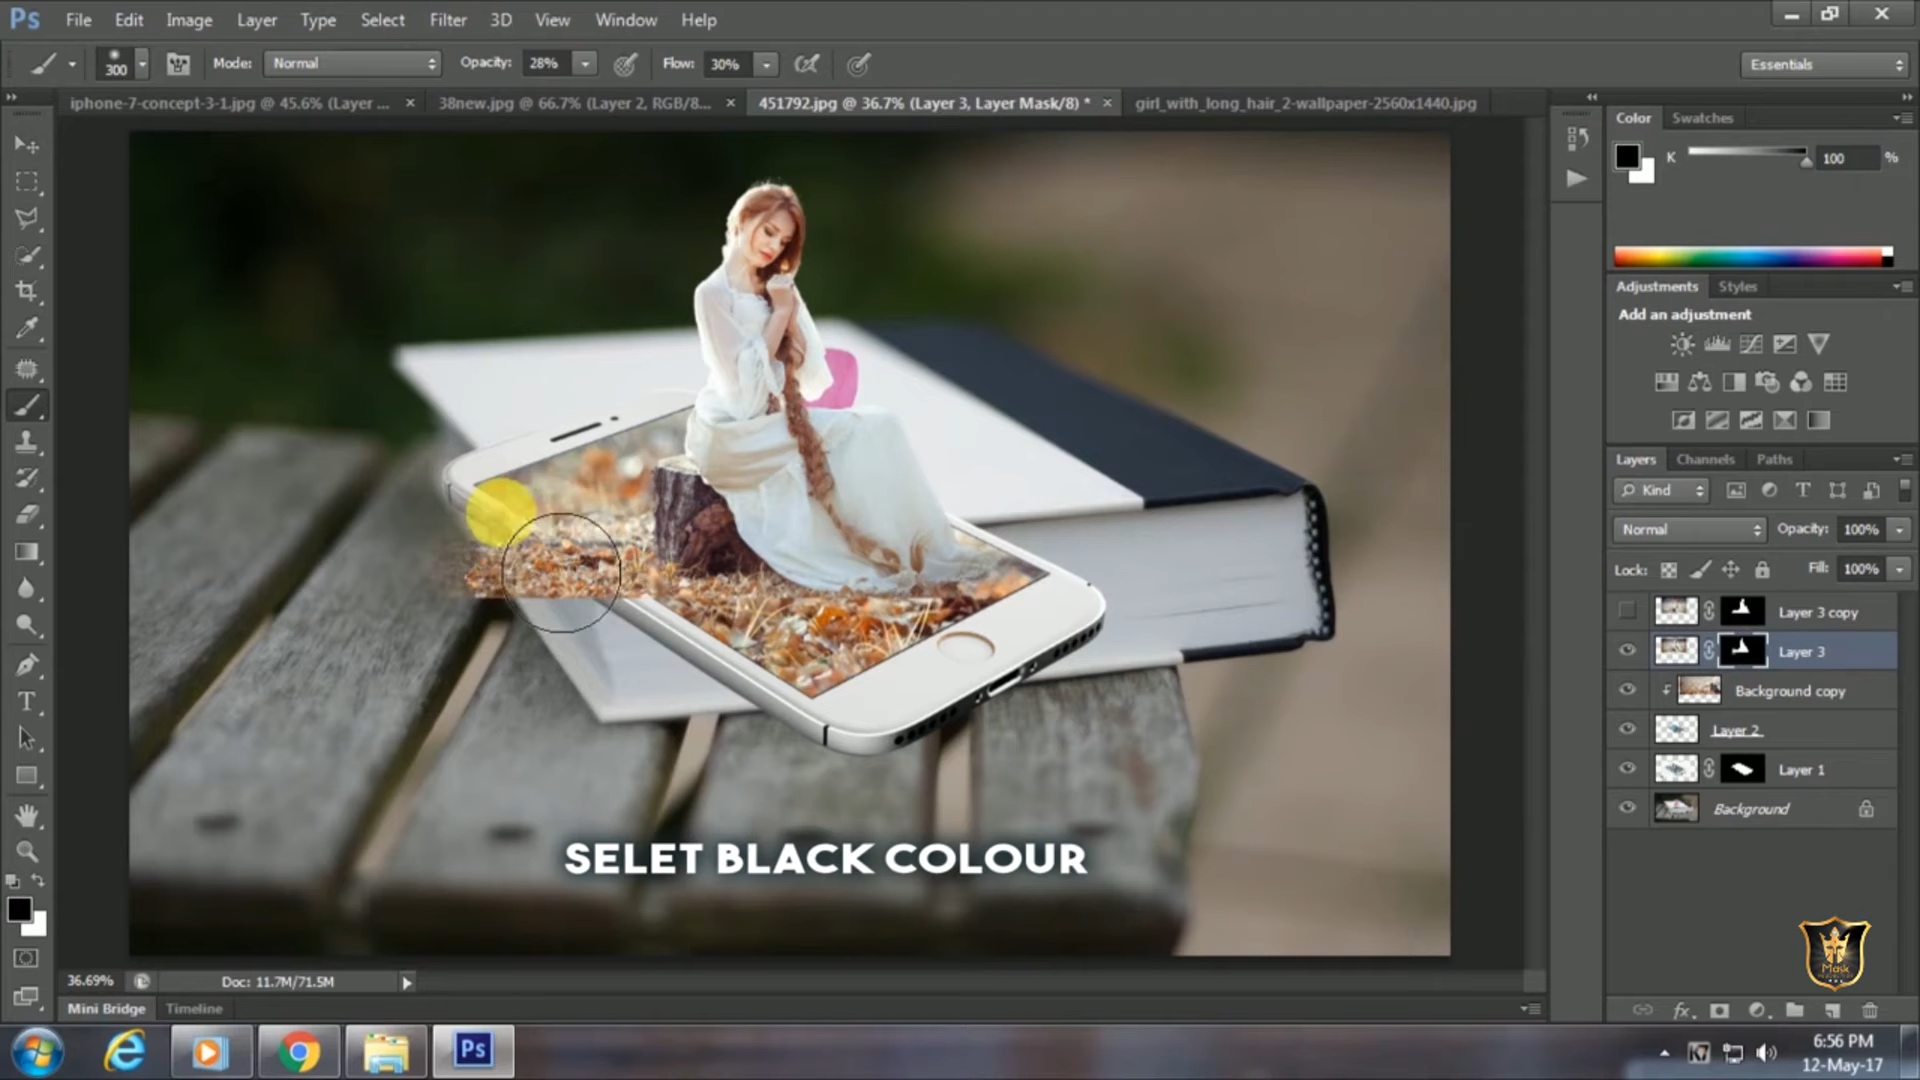 Ps File Edit Image Layer Type Select Filter 3D View Window Help
300 Mode: Normal Opacity: 28% Flow: 30% Essentials
iphone-7-concept-3-1.jpg @ 45.6% (Layer ... × 38new.jpg @ 66.7% (Layer 2, RGB/8... × 451792.jpg @ 36.7% (Layer 3, Layer Mask/8) * × girl_with_long_hair_2-wallpaper-2560x1440.jpg
Color Swatches
K 100 %
Adjustments Styles
Add an adjustment
Layers Channels Paths
Kind
Normal Opacity: 100%
Lock: Fill: 100%
Layer 3 copy
Layer 3
Background copy
Layer 2
Layer 1
Background
SELET BLACK COLOUR
Mask
36.69% Doc: 11.7M/71.5M
Mini Bridge Timeline
Ps
6:56 PM
12-May-17